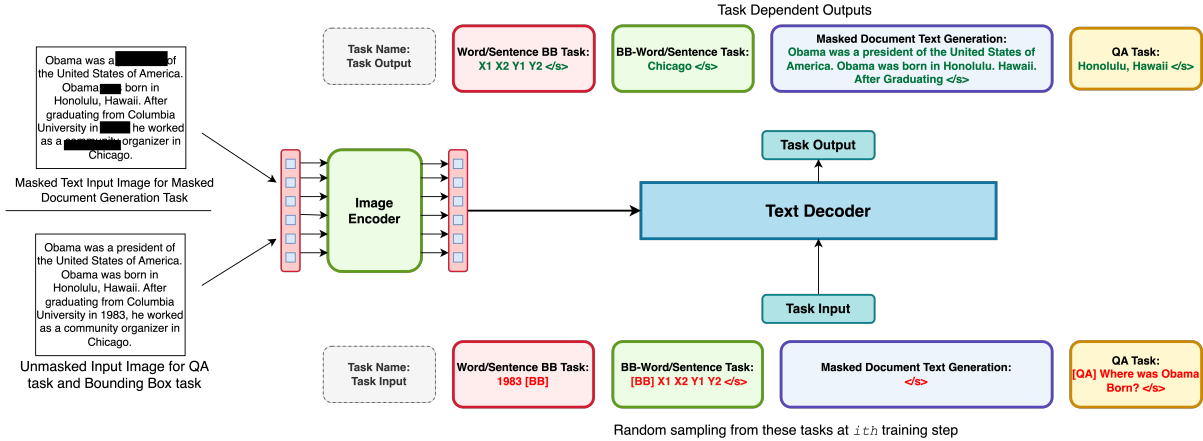 Task Dependent Outputs
Task Name:
Task Output
Word/Sentence BB Task:
X1 X2 Y1 Y2 </s>
BB-Word/Sentence Task:
Chicago </s>
Masked Document Text Generation:
Obama was a president of the United States of
America. Obama was born in Honolulu. Hawaii.
After Graduating </s>
QA Task:
Honolulu, Hawaii </s>
Obama was a of
the United States of America.
Obama born in
Honolulu, Hawaii. After
graduating from Columbia
University in he worked
as a community organizer in
Chicago.
Masked Text Input Image for Masked
Document Generation Task
Obama was a president of
the United States of America.
Obama was born in
Honolulu, Hawaii. After
graduating from Columbia
University in 1983, he worked
as a community organizer in
Chicago.
Unmasked Input Image for QA
task and Bounding Box task
Image
Encoder
Task Output
Text Decoder
Task Input
Task Name:
Task Input
Word/Sentence BB Task:
1983 [BB]
BB-Word/Sentence Task:
[BB] X1 X2 Y1 Y2 </s>
Masked Document Text Generation:
</s>
QA Task:
[QA] Where was Obama
Born? </s>
Random sampling from these tasks at ith training step